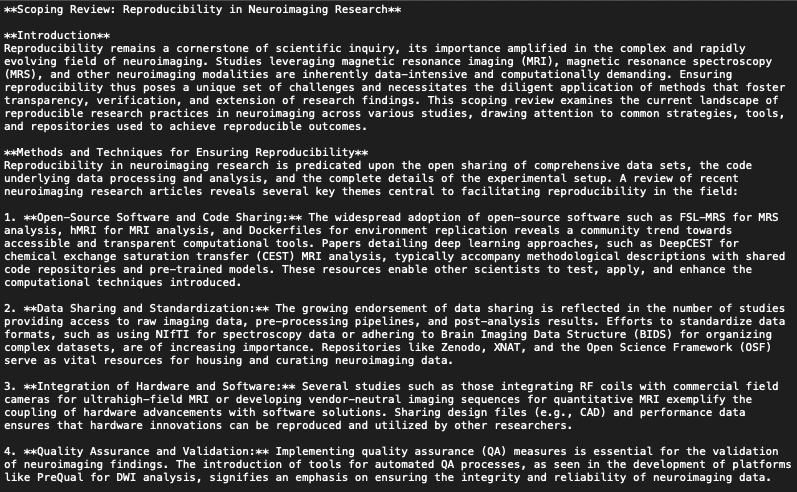 **Scoping Review: Reproducibility in Neuroimaging Research**
**Introduction**
Reproducibility remains a cornerstone of scientific inquiry, its importance amplified in the complex and rapidly
evolving field of neuroimaging. Studies leveraging magnetic resonance imaging (MRI), magnetic resonance spectroscopy
(MRS), and other neuroimaging modalities are inherently data-intensive and computationally demanding. Ensuring
reproducibility thus poses a unique set of challenges and necessitates the diligent application of methods that foster
transparency, verification, and extension of research findings. This scoping review examines the current landscape of
reproducible research practices in neuroimaging across various studies, drawing attention to common strategies, tools,
and repositories used to achieve reproducible outcomes.
**Methods and Techniques for Ensuring Reproducibility**
Reproducibility in neuroimaging research is predicated upon the open sharing of comprehensive data sets, the code
underlying data processing and analysis, and the complete details of the experimental setup. A review of recent
neuroimaging research articles reveals several key themes central to facilitating reproducibility in the field:
1. **Open-Source Software and Code Sharing:** The widespread adoption of open-source software such as FSL-MRS for MRS
analysis, hMRI for MRI analysis, and Dockerfiles for environment replication reveals a community trend towards
accessible and transparent computational tools. Papers detailing deep learning approaches, such as DeepCEST for
chemical exchange saturation transfer (CEST) MRI analysis, typically accompany methodological descriptions with shared
code repositories and pre-trained models. These resources enable other scientists to test, apply, and enhance the
computational techniques introduced.
2. **Data Sharing and Standardization:** The growing endorsement of data sharing is reflected in the number of studies
providing access to raw imaging data, pre-processing pipelines, and post-analysis results. Efforts to standardize data
formats, such as using NIfTI for spectroscopy data or adhering to Brain Imaging Data Structure (BIDS) for organizing
complex datasets, are of increasing importance. Repositories like Zenodo, XNAT, and the Open Science Framework (OSF)
serve as vital resources for housing and curating neuroimaging data.
3. **Integration of Hardware and Software:** Several studies such as those integrating RF coils with commercial field
cameras for ultrahigh-field MRI or developing vendor-neutral imaging sequences for quantitative MRI exemplify the
coupling of hardware advancements with software solutions. Sharing design files (e.g., CAD) and performance data
ensures that hardware innovations can be reproduced and utilized by other researchers.
4. **Quality Assurance and Validation:** Implementing quality assurance (QA) measures is essential for the validation
of neuroimaging findings. The introduction of tools for automated QA processes, as seen in the development of platforms
like PreQual for DWI analysis, signifies an emphasis on ensuring the integrity and reliability of neuroimaging data.